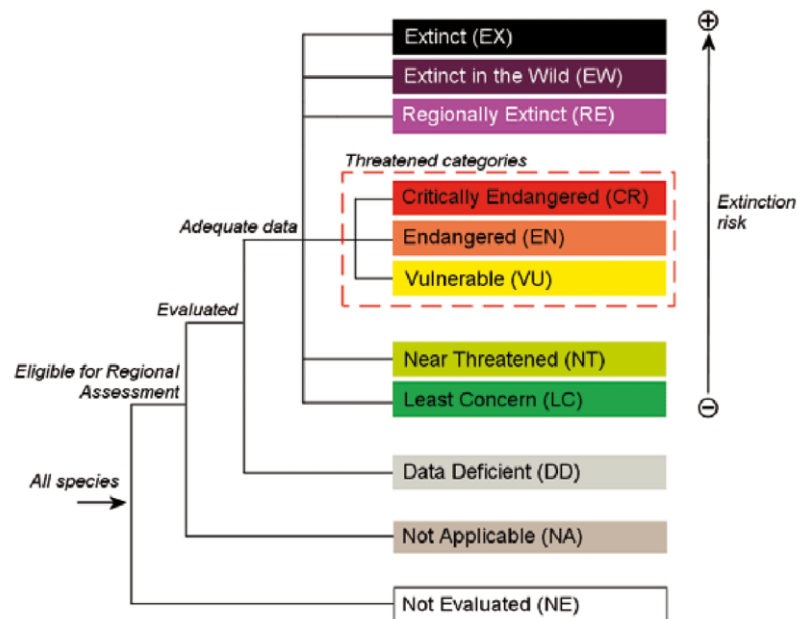 Extinct (EX)
Extinct in the Wild (EW)
Regionally Extinct (RE)
Threatened categories
Critically Endangered (CR)
Extinction
risk
Adequate data
Endangered (EN)
Vulnerable (VU)
Evaluated
Near Threatened (NT)
Eligible for Regional
Assessment
Least Concern (LC)
All species
Data Deficient (DD)
Not Applicable (NA)
Not Evaluated (NE)